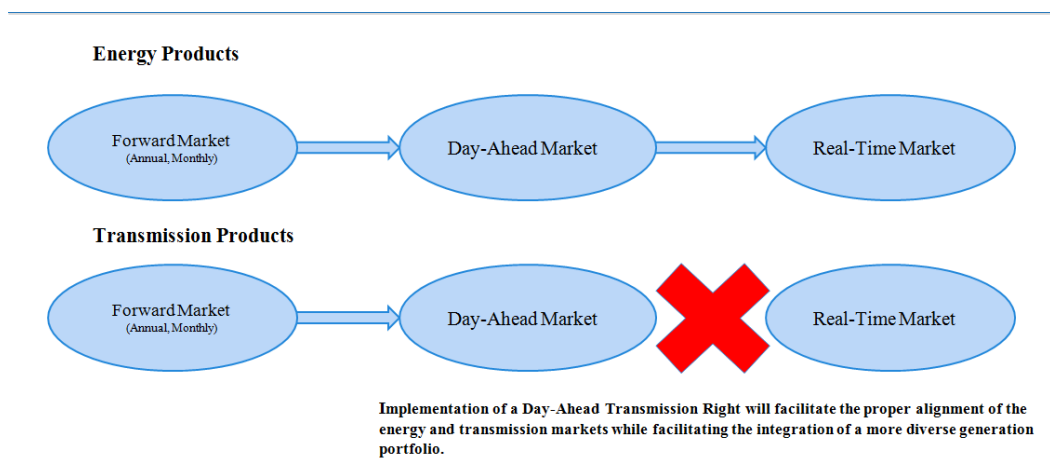 Energy Products
Forward Market
(Annual, Monthly)
Day-Ahead Market
Real-Time Market
Transmission Products
Forward Market
(Annual, Monthly)
Day-Ahead Market
Real-Time Market
Implementation of a Day-Ahead Transmission Right will facilitate the proper alignment of the
energy and transmission markets while facilitating the integration of a more diverse generation
portfolio.